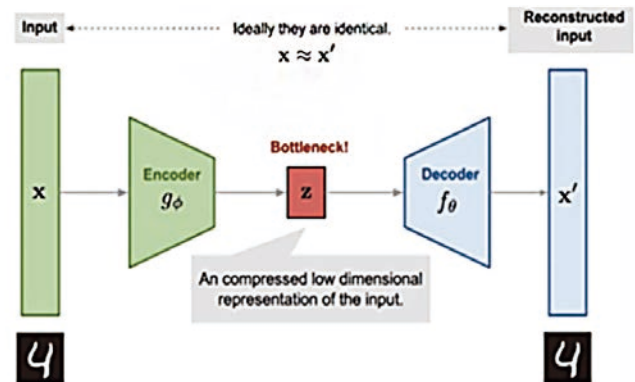 Input
Ideally they are identical.
x ≈ x′
Reconstructed
input
Bottleneck!
x
Encoder
gϕ
z
Decoder
fθ
x′
An compressed low dimensional
representation of the input.
4
4